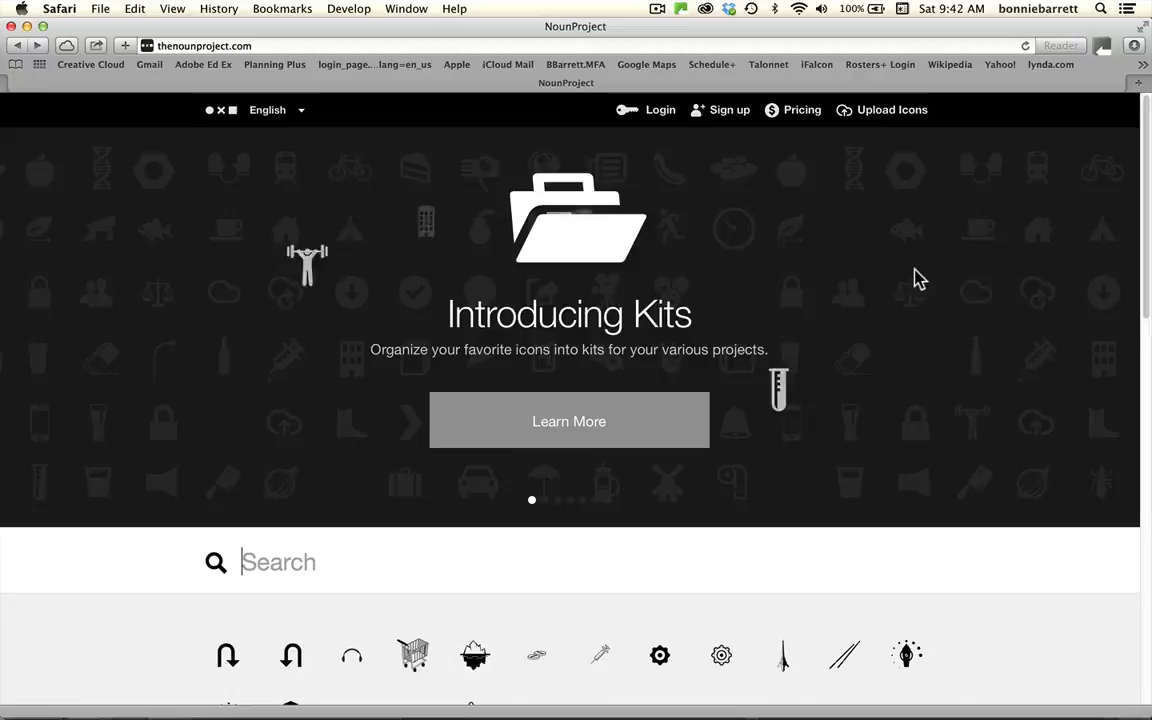 Safari File Edit View History Bookmarks Develop Window Help 100% Sat 9:42 AM bonniebarrett
NounProject
thenounproject.com Reader
Creative Cloud Gmail Adobe Ed Ex Planning Plus login_page....lang=en_us Apple iCloud Mail BBarrett.MFA Google Maps Schedule+ Talonnet iFalcon Rosters+ Login Wikipedia Yahoo! lynda.com
NounProject
English Login Sign up Pricing Upload Icons
Introducing Kits
Organize your favorite icons into kits for your various projects.
Learn More
Search